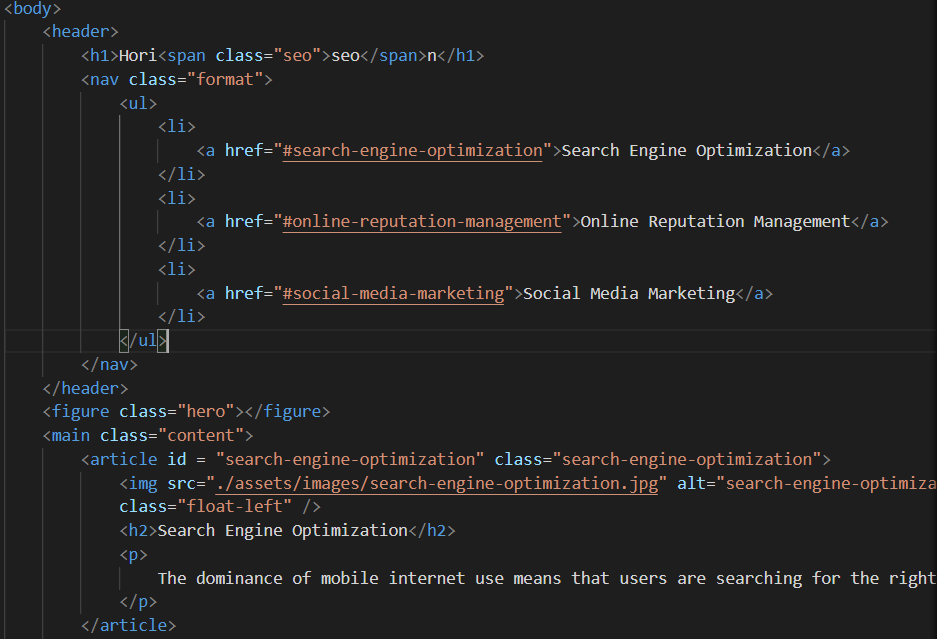 <body>
<header>
<h1>Hori<span class="seo">seo</span>n</h1>
<nav class="format">
<ul>
<li>
<a href="#search-engine-optimization">Search Engine Optimization</a>
</li>
<li>
<a href="#online-reputation-management">Online Reputation Management</a>
</li>
<li>
<a href="#social-media-marketing">Social Media Marketing</a>
</li>
</ul>
</nav>
</header>
<figure class="hero"></figure>
<main class="content">
<article id = "search-engine-optimization" class="search-engine-optimization">
<img src="./assets/images/search-engine-optimization.jpg" alt="search-engine-optimiza
class="float-left" />
<h2>Search Engine Optimization</h2>
<p>
The dominance of mobile internet use means that users are searching for the right
</p>
</article>